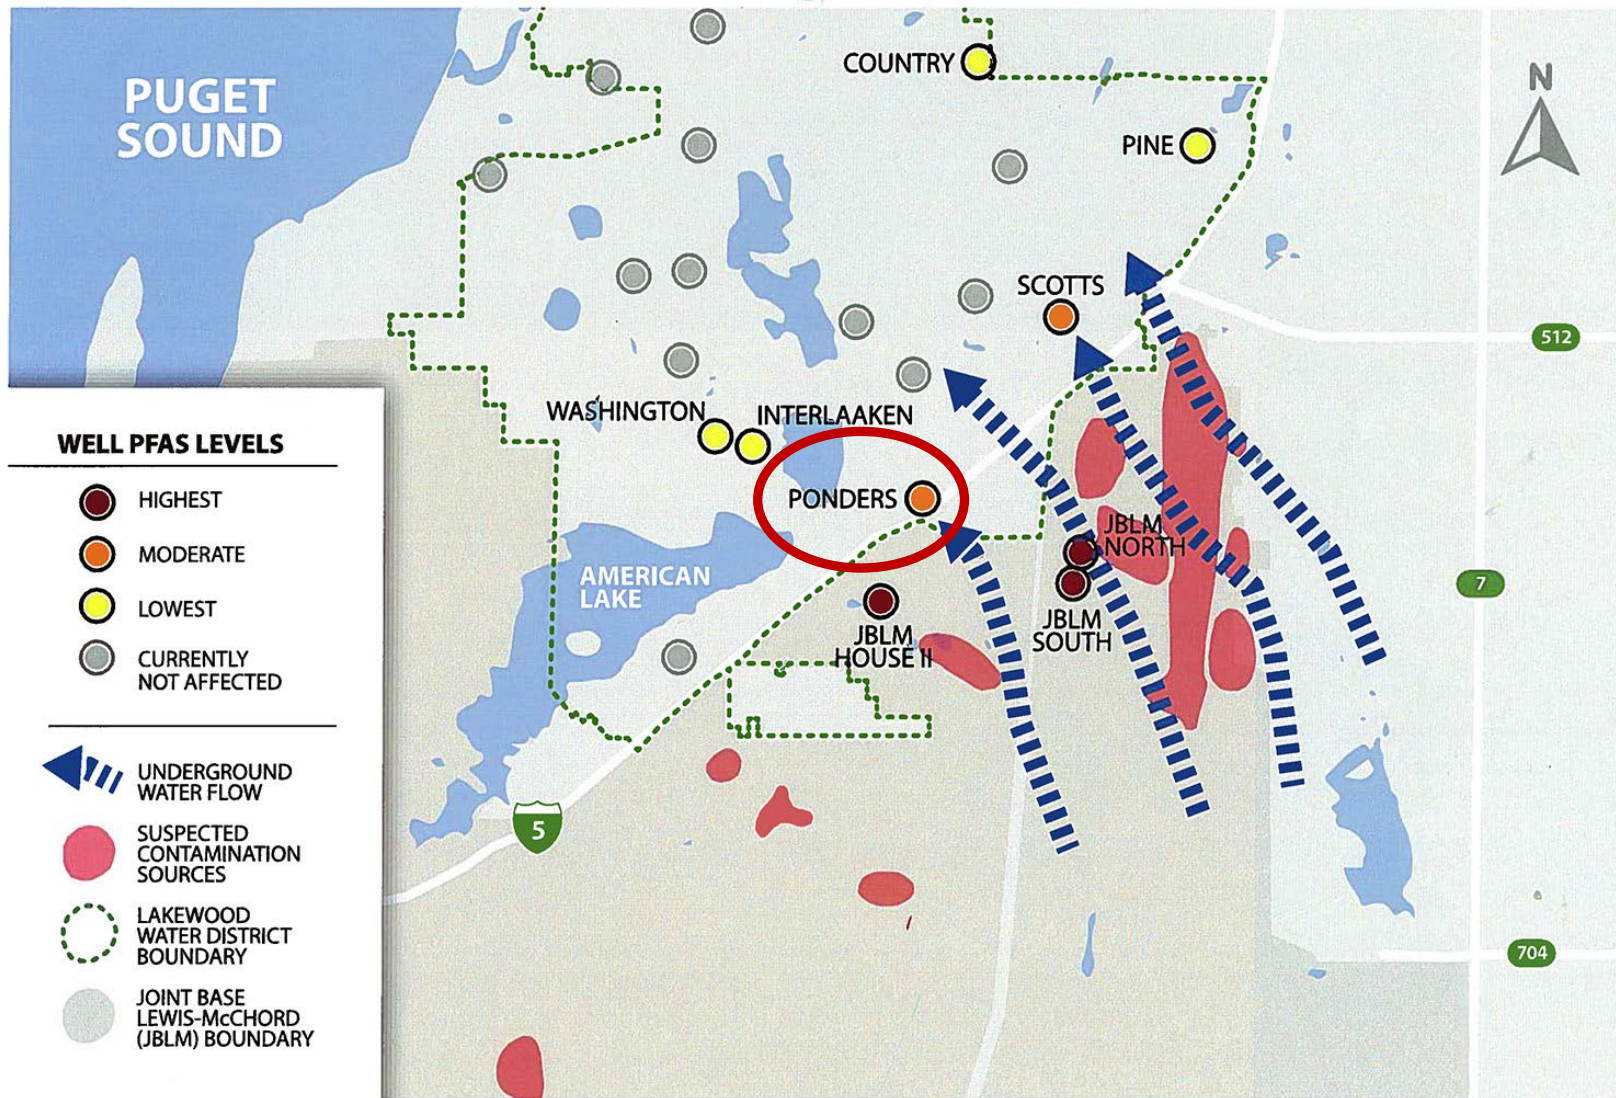 PUGET
SOUND
COUNTRY
PINE
N
SCOTTS
512
WASHINGTON
INTERLAAKEN
PONDERS
JBLM
NORTH
AMERICAN
LAKE
7
JBLM
SOUTH
JBLM
HOUSE II
5
704
WELL PFAS LEVELS
HIGHEST
MODERATE
LOWEST
CURRENTLY
NOT AFFECTED
UNDERGROUND
WATER FLOW
SUSPECTED
CONTAMINATION
SOURCES
LAKEWOOD
WATER DISTRICT
BOUNDARY
JOINT BASE
LEWIS-McCHORD
(JBLM) BOUNDARY